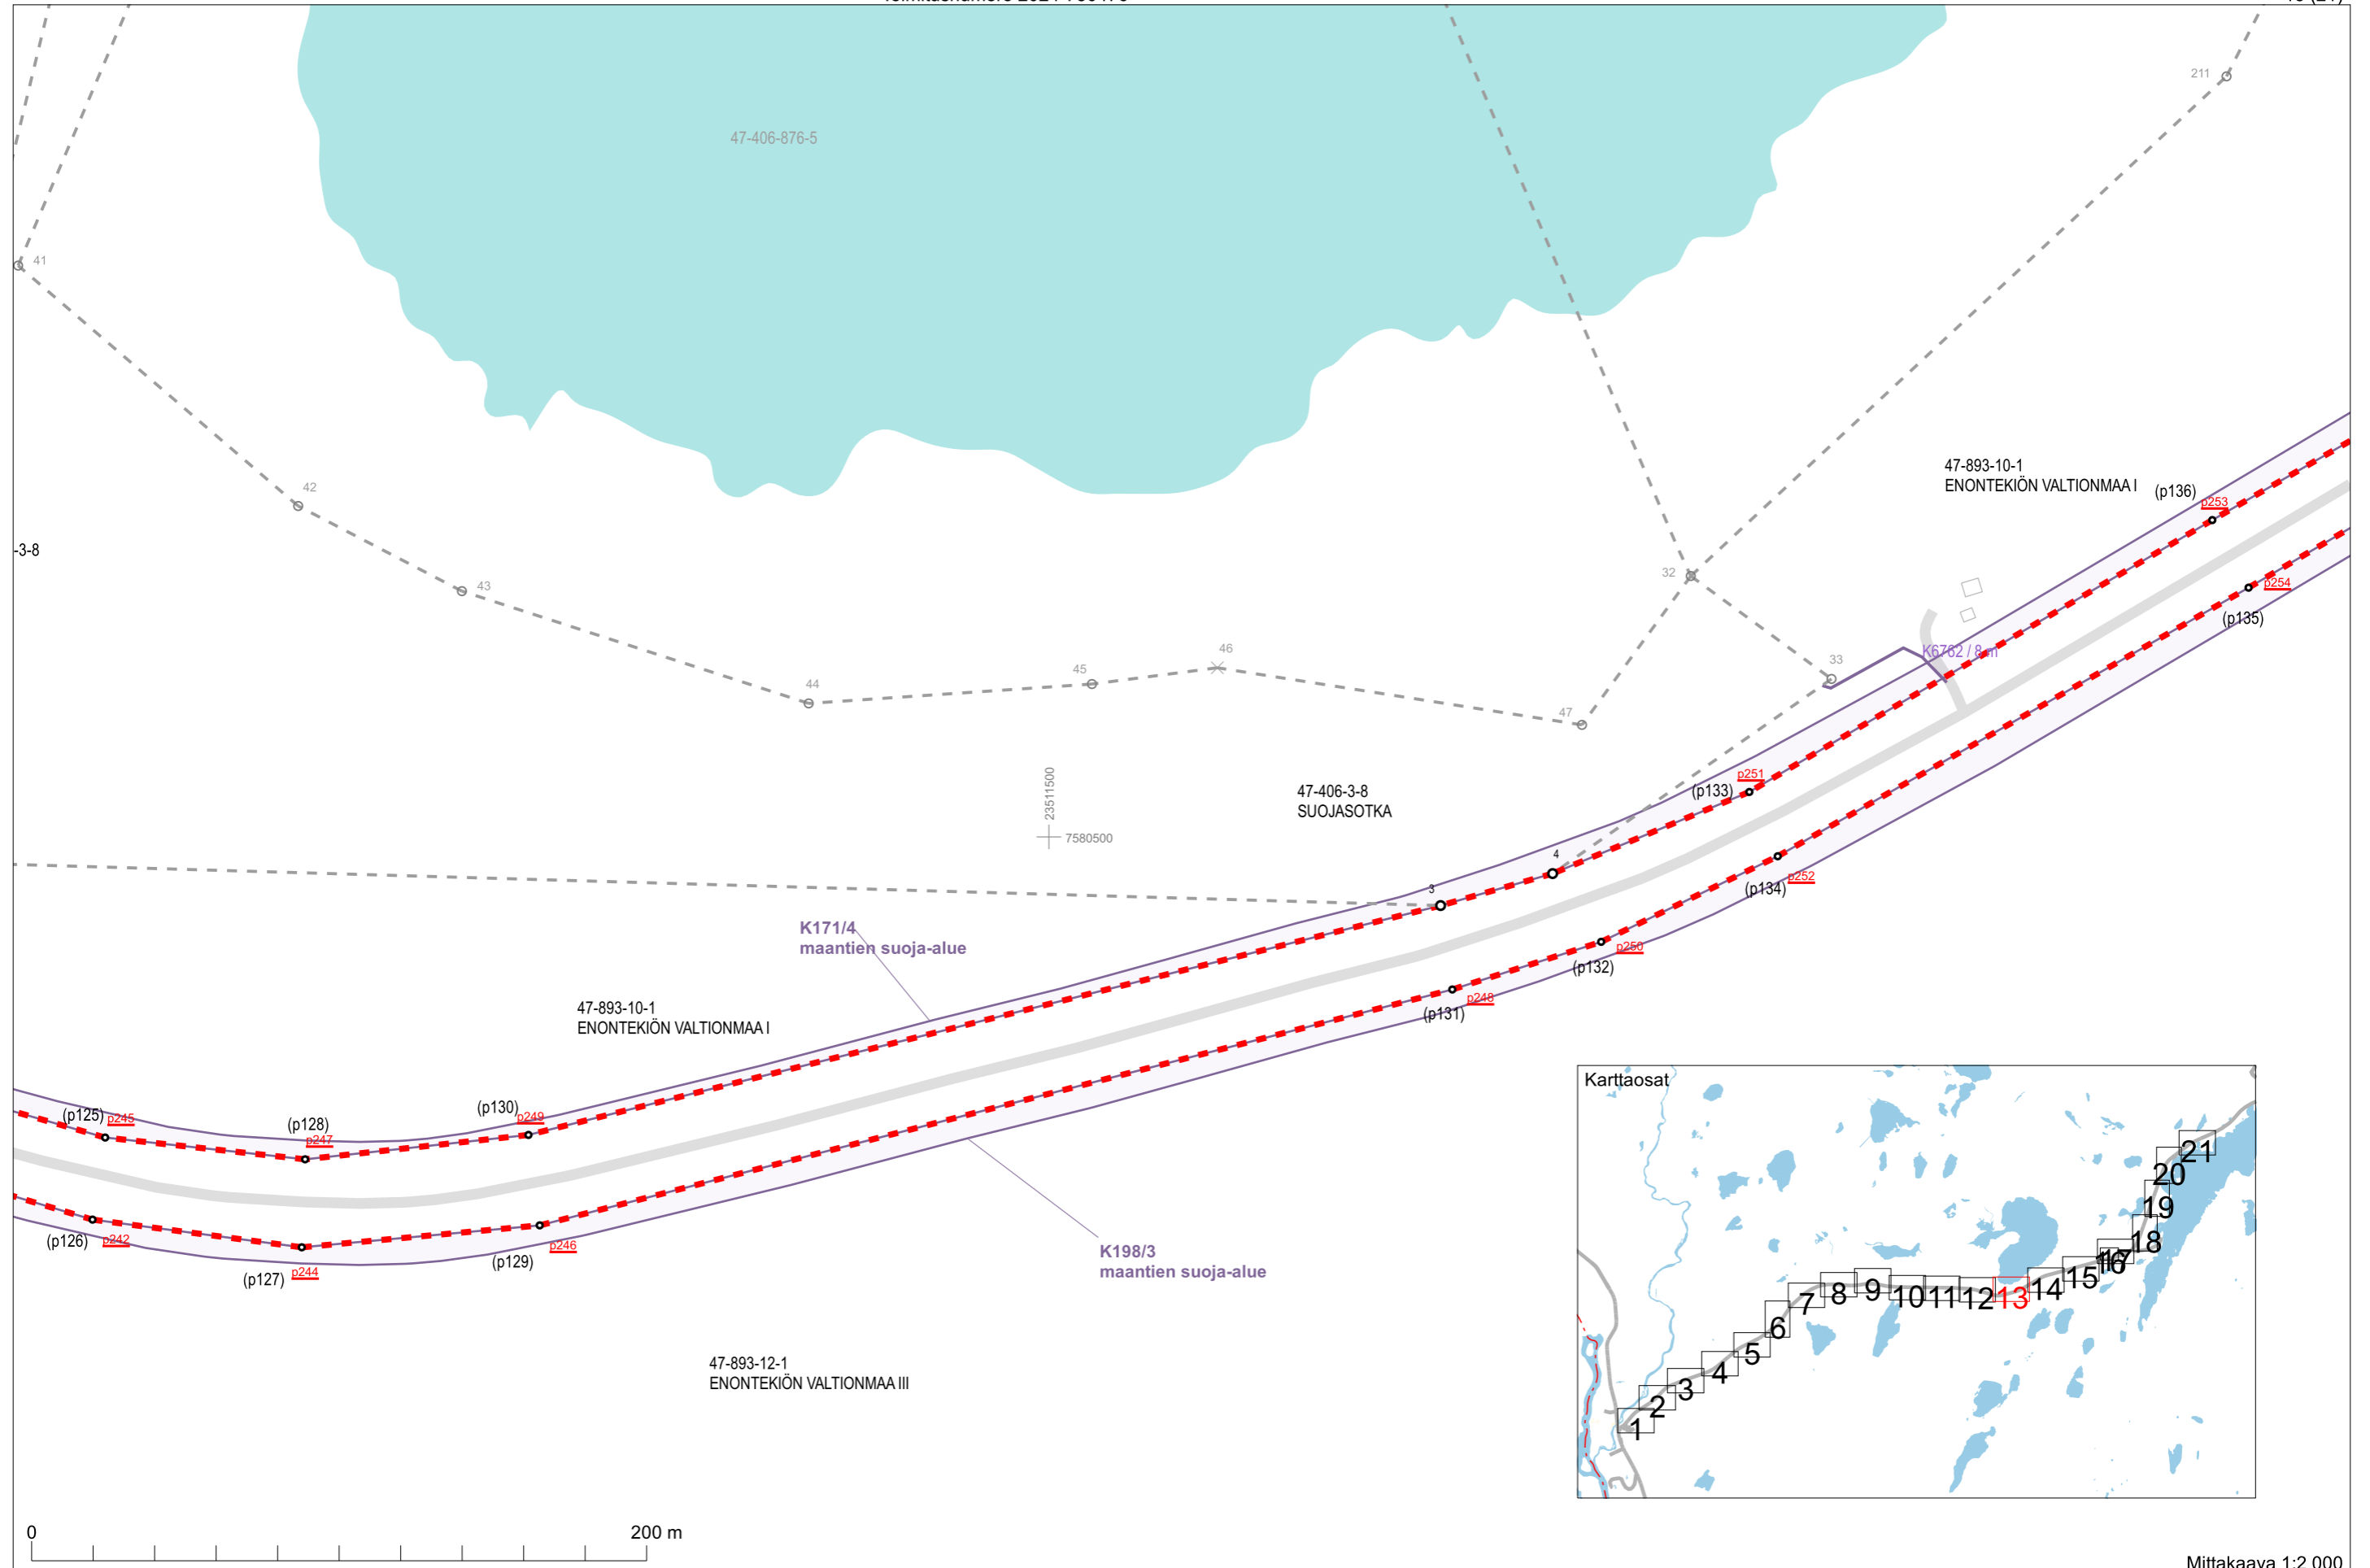 211
47-406-876-5
41
47-893-10-1
ENONTEKIÖN VALTIONMAA I
(p136)
p253
42
-3-8
32
43
p254
(p135)
K6762 / 8 m
46
33
45
44
47
p251
(p133)
23511500
7580500
47-406-3-8
SUOJASOTKA
4
3
p252
(p134)
K171/4
maantien suoja-alue
p250
(p132)
p248
(p131)
47-893-10-1
ENONTEKIÖN VALTIONMAA I
Karttaosat
(p125)
p245
(p128)
p247
(p130)
p249
21
20
19
18
17
16
15
14
13
12
11
10
9
8
7
6
5
4
3
2
1
(p126)
p242
(p127)
p244
(p129)
p246
K198/3
maantien suoja-alue
47-893-12-1
ENONTEKIÖN VALTIONMAA III
0
200 m
Mittakaava 1:2 000